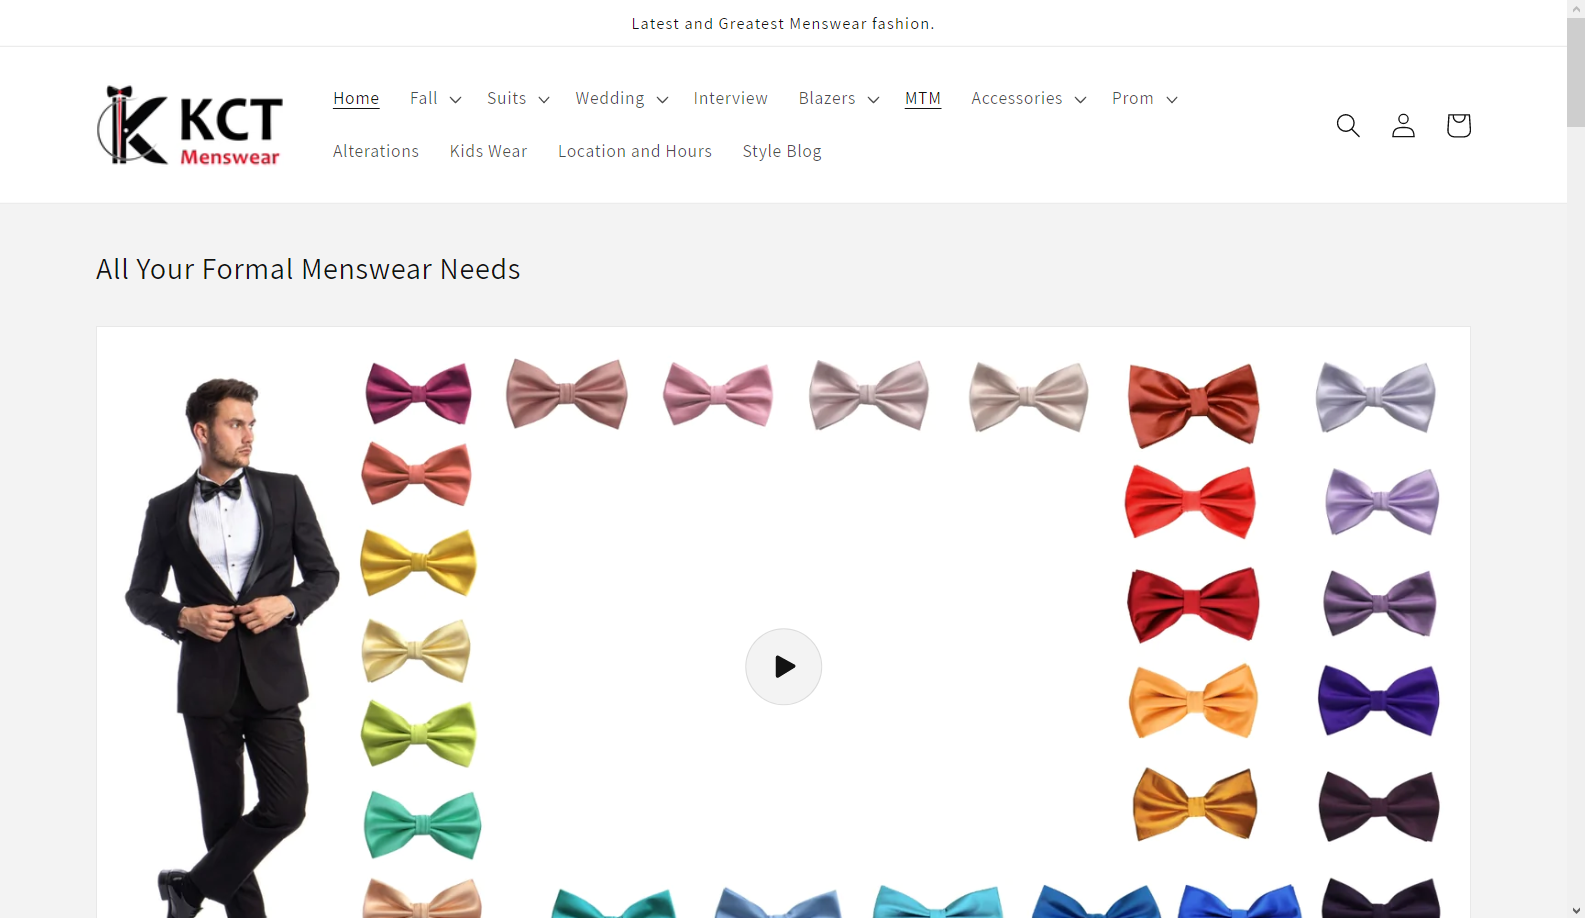 Latest and Greatest Menswear fashion.
KCT
Menswear
Home Fall Suits Wedding Interview Blazers MTM Accessories Prom
Alterations Kids Wear Location and Hours Style Blog
All Your Formal Menswear Needs